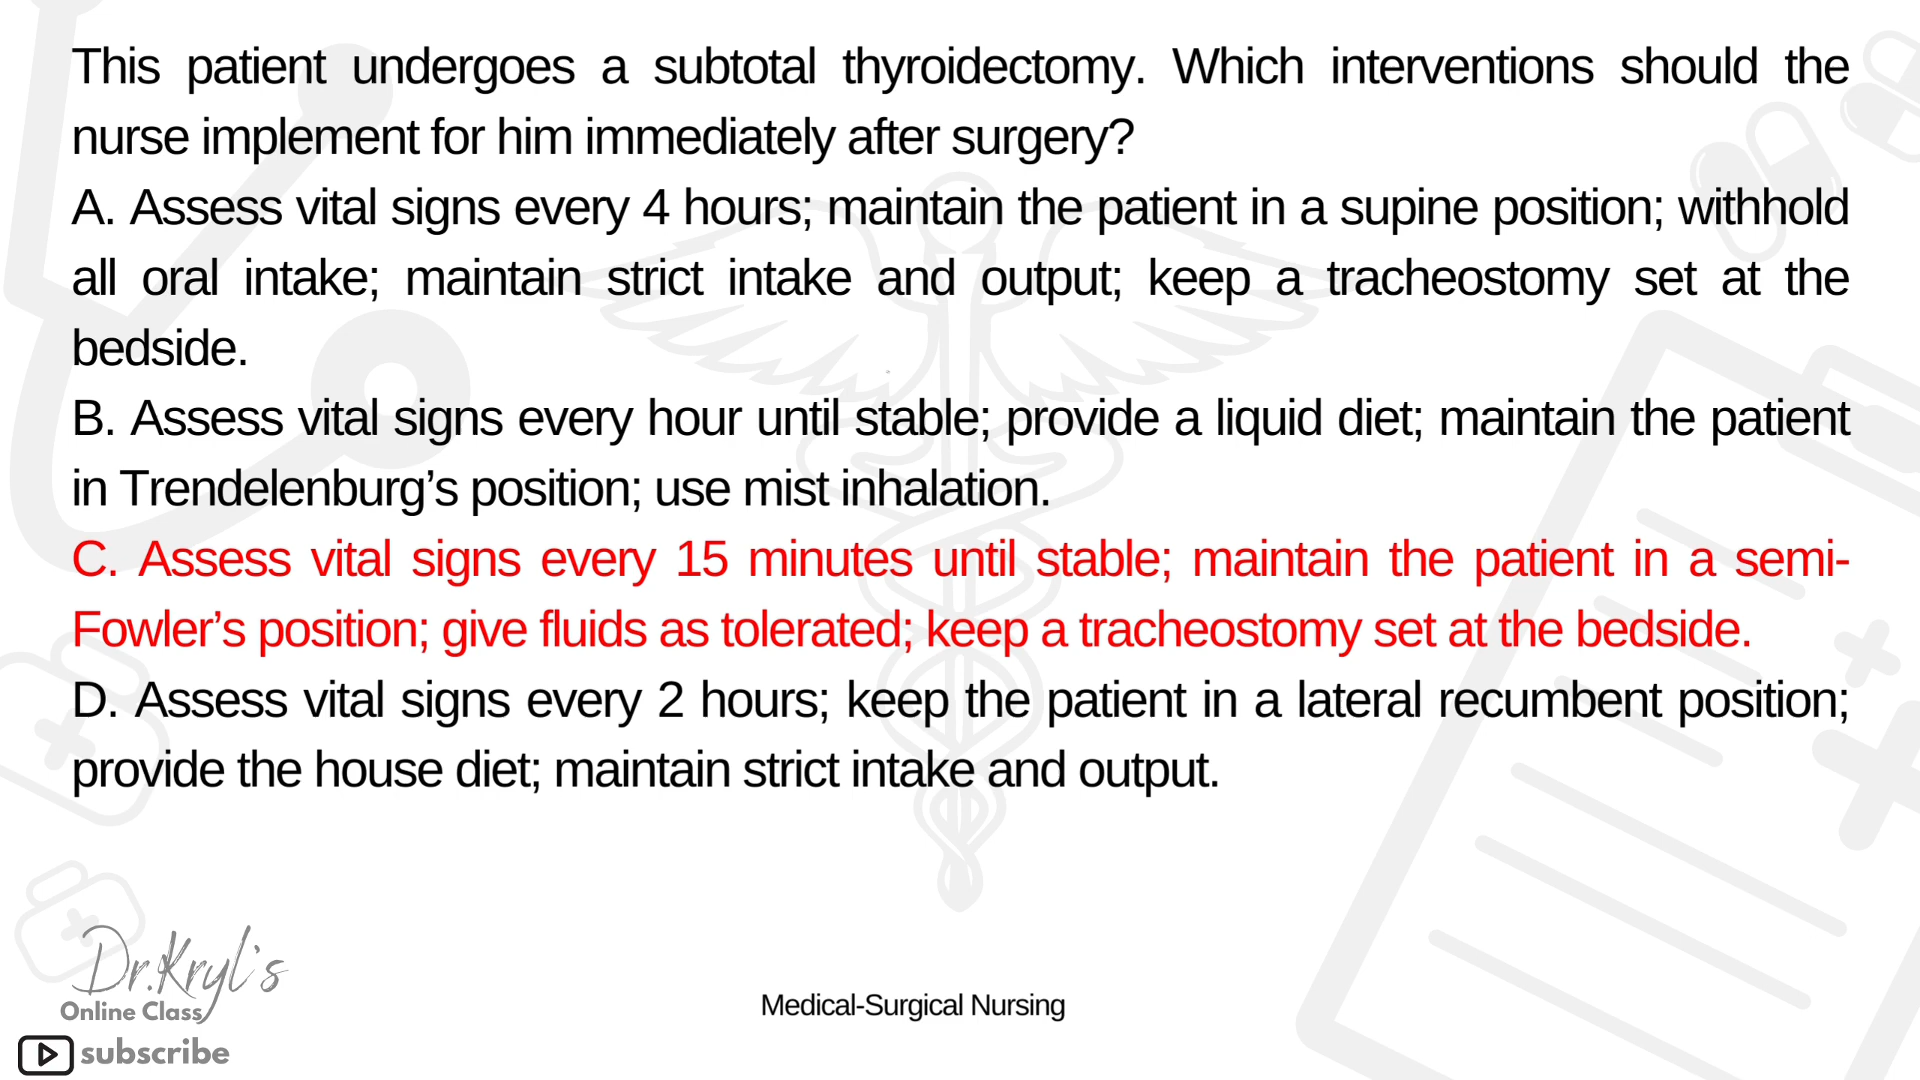 This patient undergoes a subtotal thyroidectomy. Which interventions should the
nurse implement for him immediately after surgery?
A. Assess vital signs every 4 hours; maintain the patient in a supine position; withhold
all oral intake; maintain strict intake and output; keep a tracheostomy set at the
bedside.
B. Assess vital signs every hour until stable; provide a liquid diet; maintain the patient
in Trendelenburg’s position; use mist inhalation.
C. Assess vital signs every 15 minutes until stable; maintain the patient in a semi-
Fowler’s position; give fluids as tolerated; keep a tracheostomy set at the bedside.
D. Assess vital signs every 2 hours; keep the patient in a lateral recumbent position;
provide the house diet; maintain strict intake and output.
Dr.Kryl's
Online Class
subscribe
Medical-Surgical Nursing